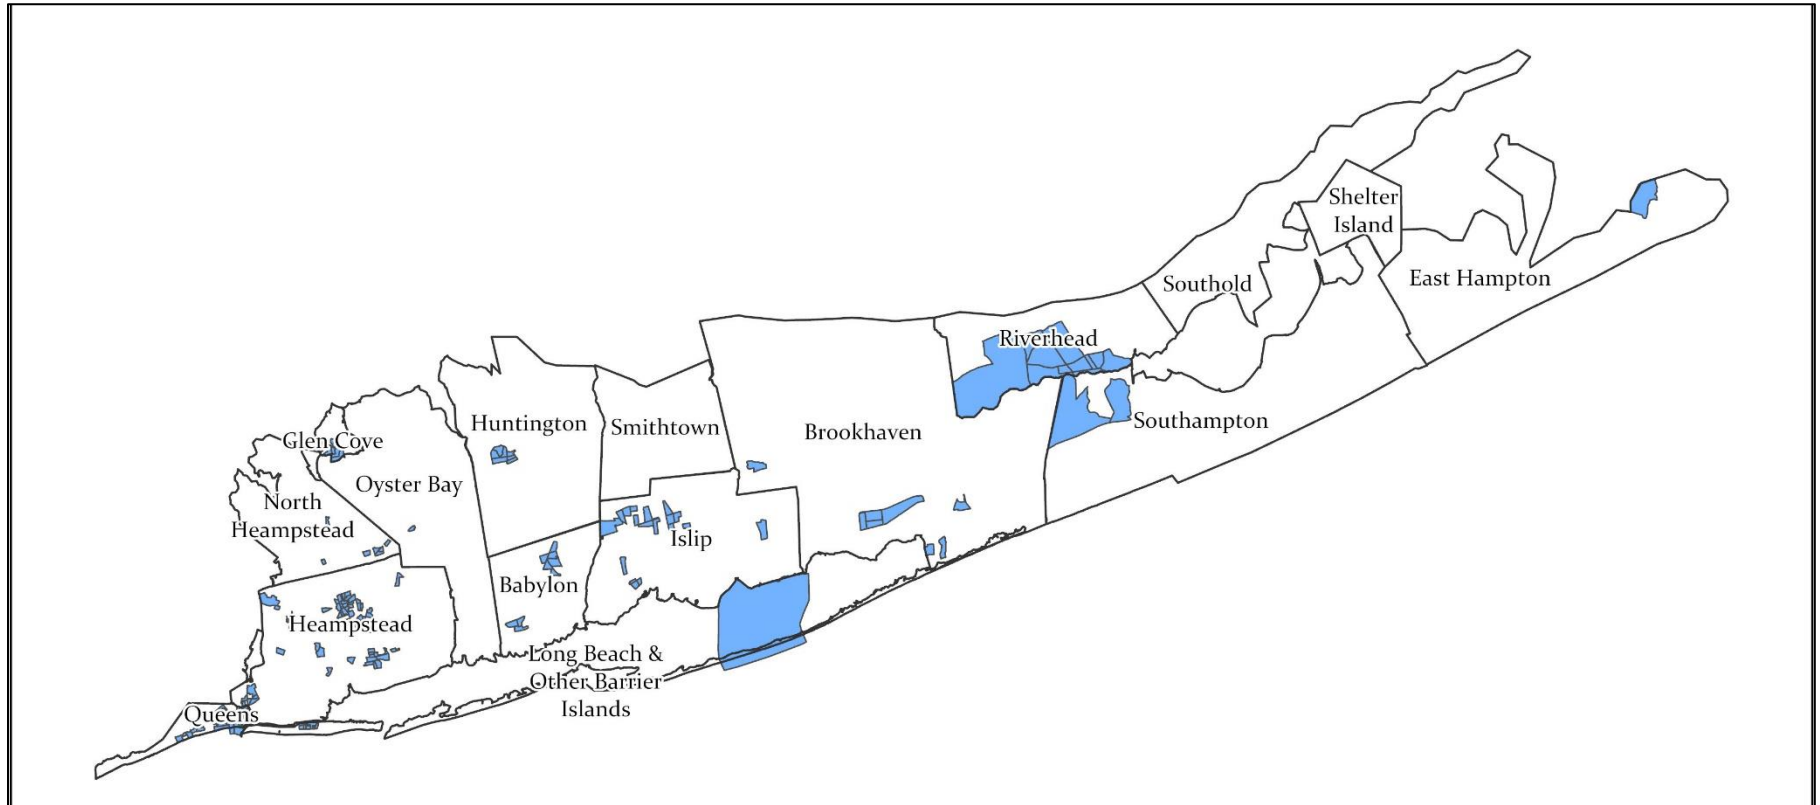 Shelter
Island
East Hampton
Southold
Riverhead
Southampton
Brookhaven
Smithtown
Huntington
Glen Cove
Oyster Bay
North
Heampstead
Islip
Babylon
Heampstead
Long Beach &
Other Barrier
Islands
Queens